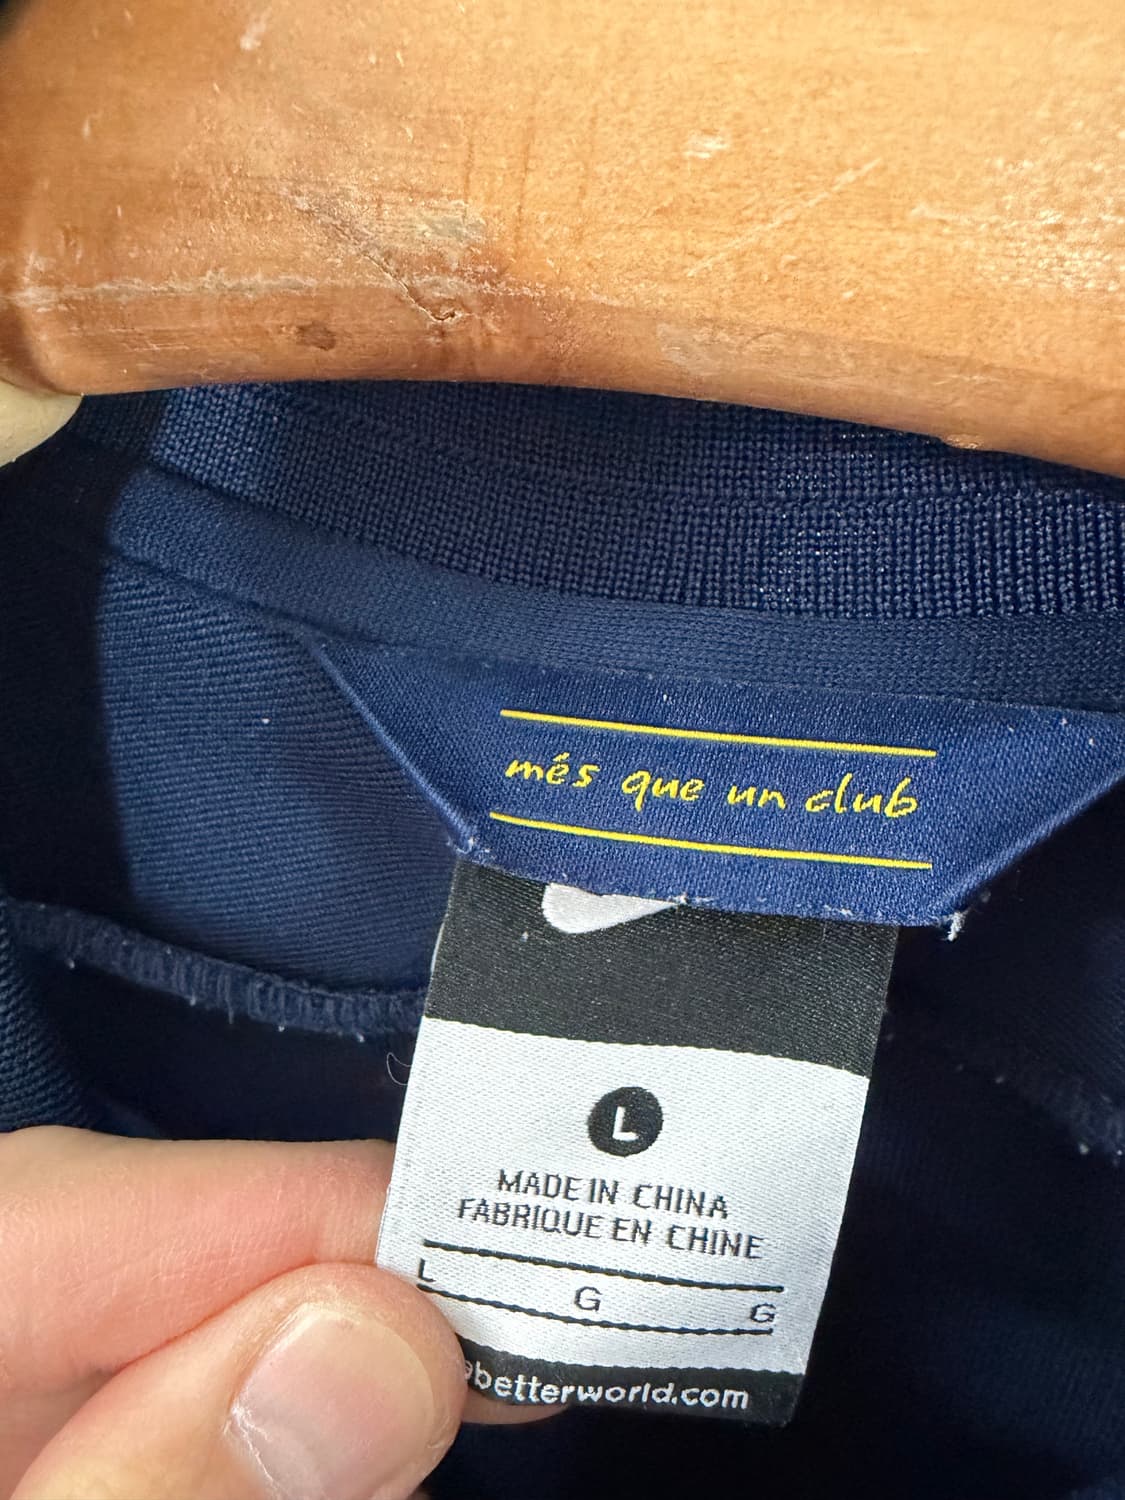 més que un club
L
MADE IN CHINA
FABRIQUE EN CHINE
L G G
betterworld.com